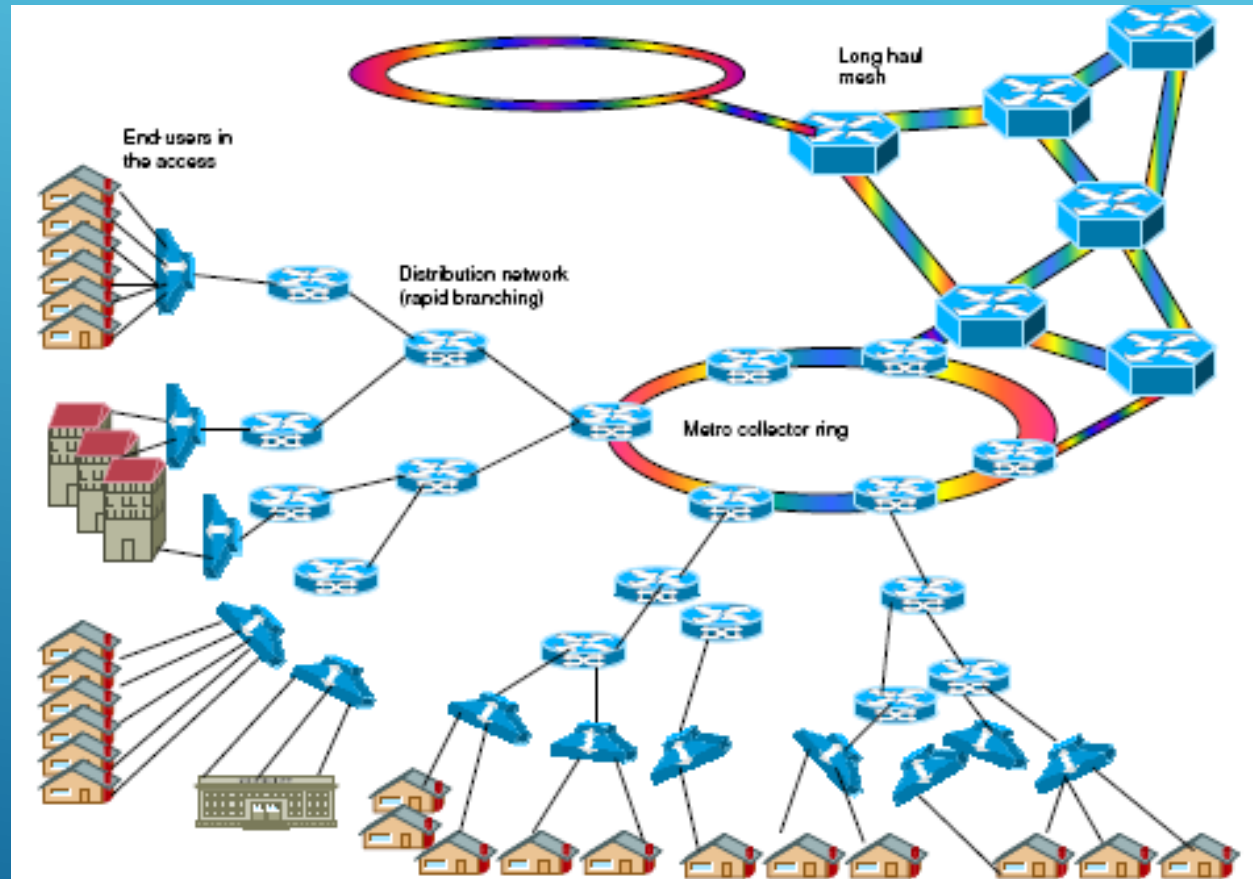 Long haul
mesh
End-users in
the access
Distribution network
(rapid branching)
Metro collector ring